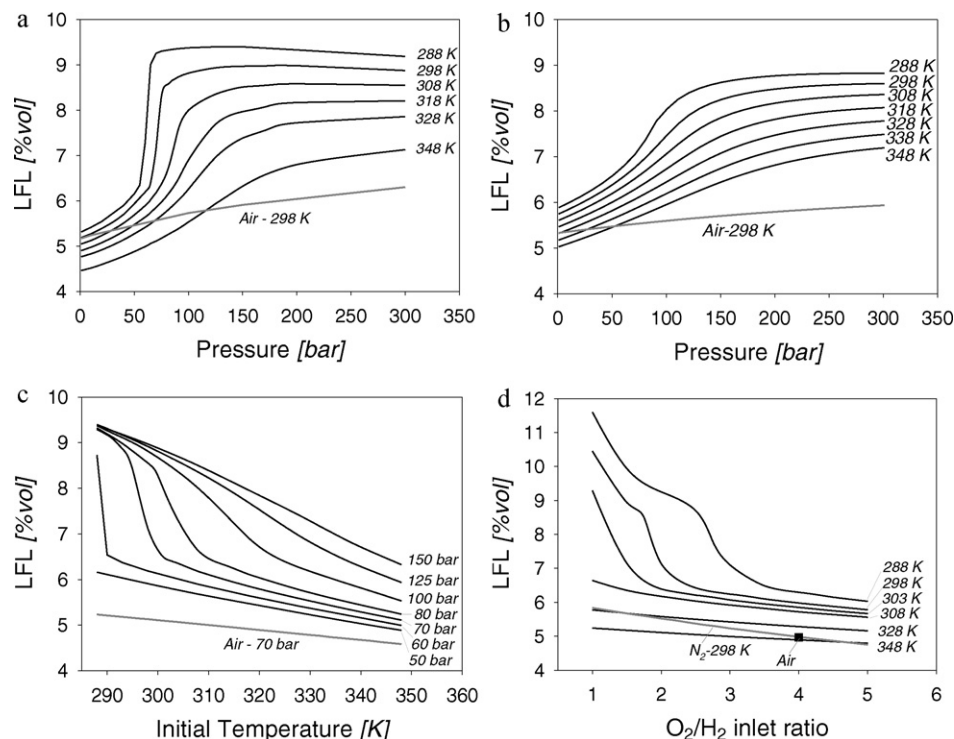 a
LFL [%vol]
10
9
8
7
6
5
4
288 K
298 K
308 K
318 K
328 K
348 K
Air - 298 K
0 50 100 150 200 250 300 350
Pressure [bar]
b
LFL [%vol]
10
9
8
7
6
5
4
288 K
298 K
308 K
318 K
328 K
338 K
348 K
Air-298 K
0 50 100 150 200 250 300 350
Pressure [bar]
c
LFL [%vol]
10
9
8
7
6
5
4
150 bar
125 bar
100 bar
80 bar
70 bar
60 bar
50 bar
Air - 70 bar
290 300 310 320 330 340 350 360
Initial Temperature [K]
d
LFL [%vol]
12
11
10
9
8
7
6
5
4
288 K
298 K
303 K
308 K
328 K
348 K
N₂-298 K
Air
1 2 3 4 5 6
O₂/H₂ inlet ratio